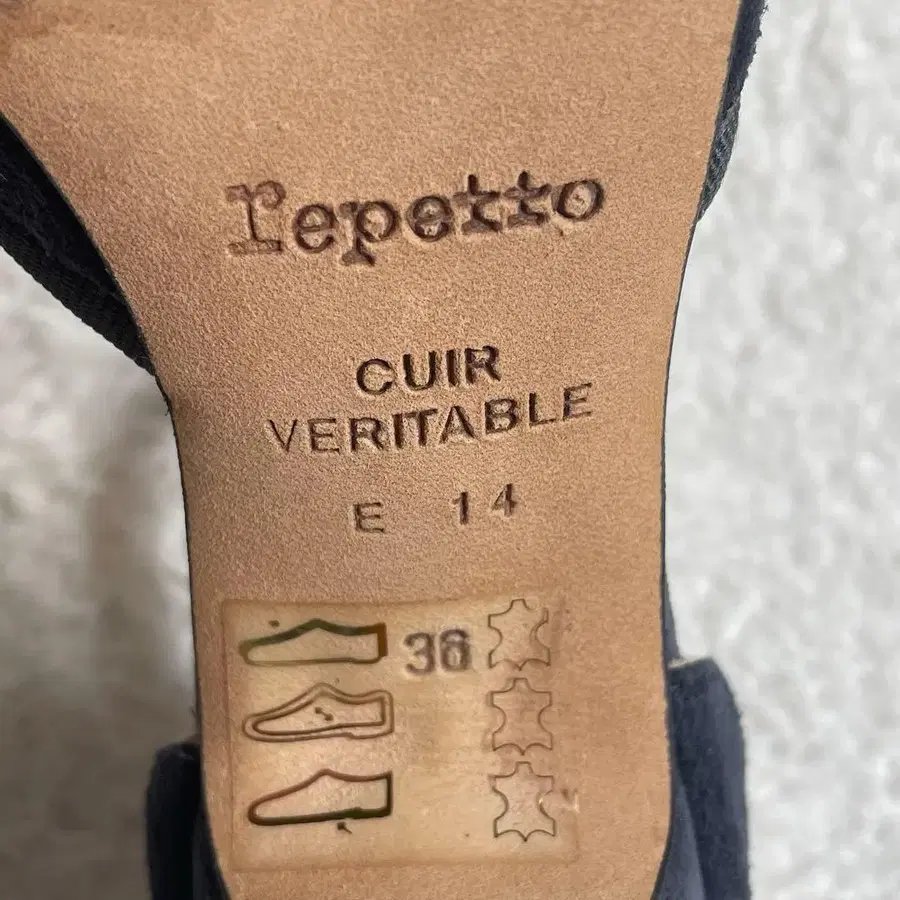 repetto
CUIR
VERITABLE
E 14
36